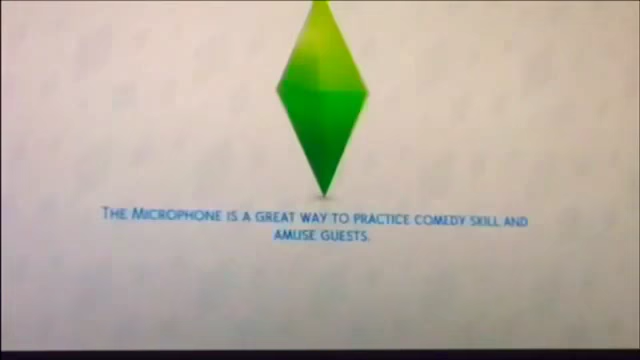 The Microphone is a great way to practice comedy skill and
amuse guests.